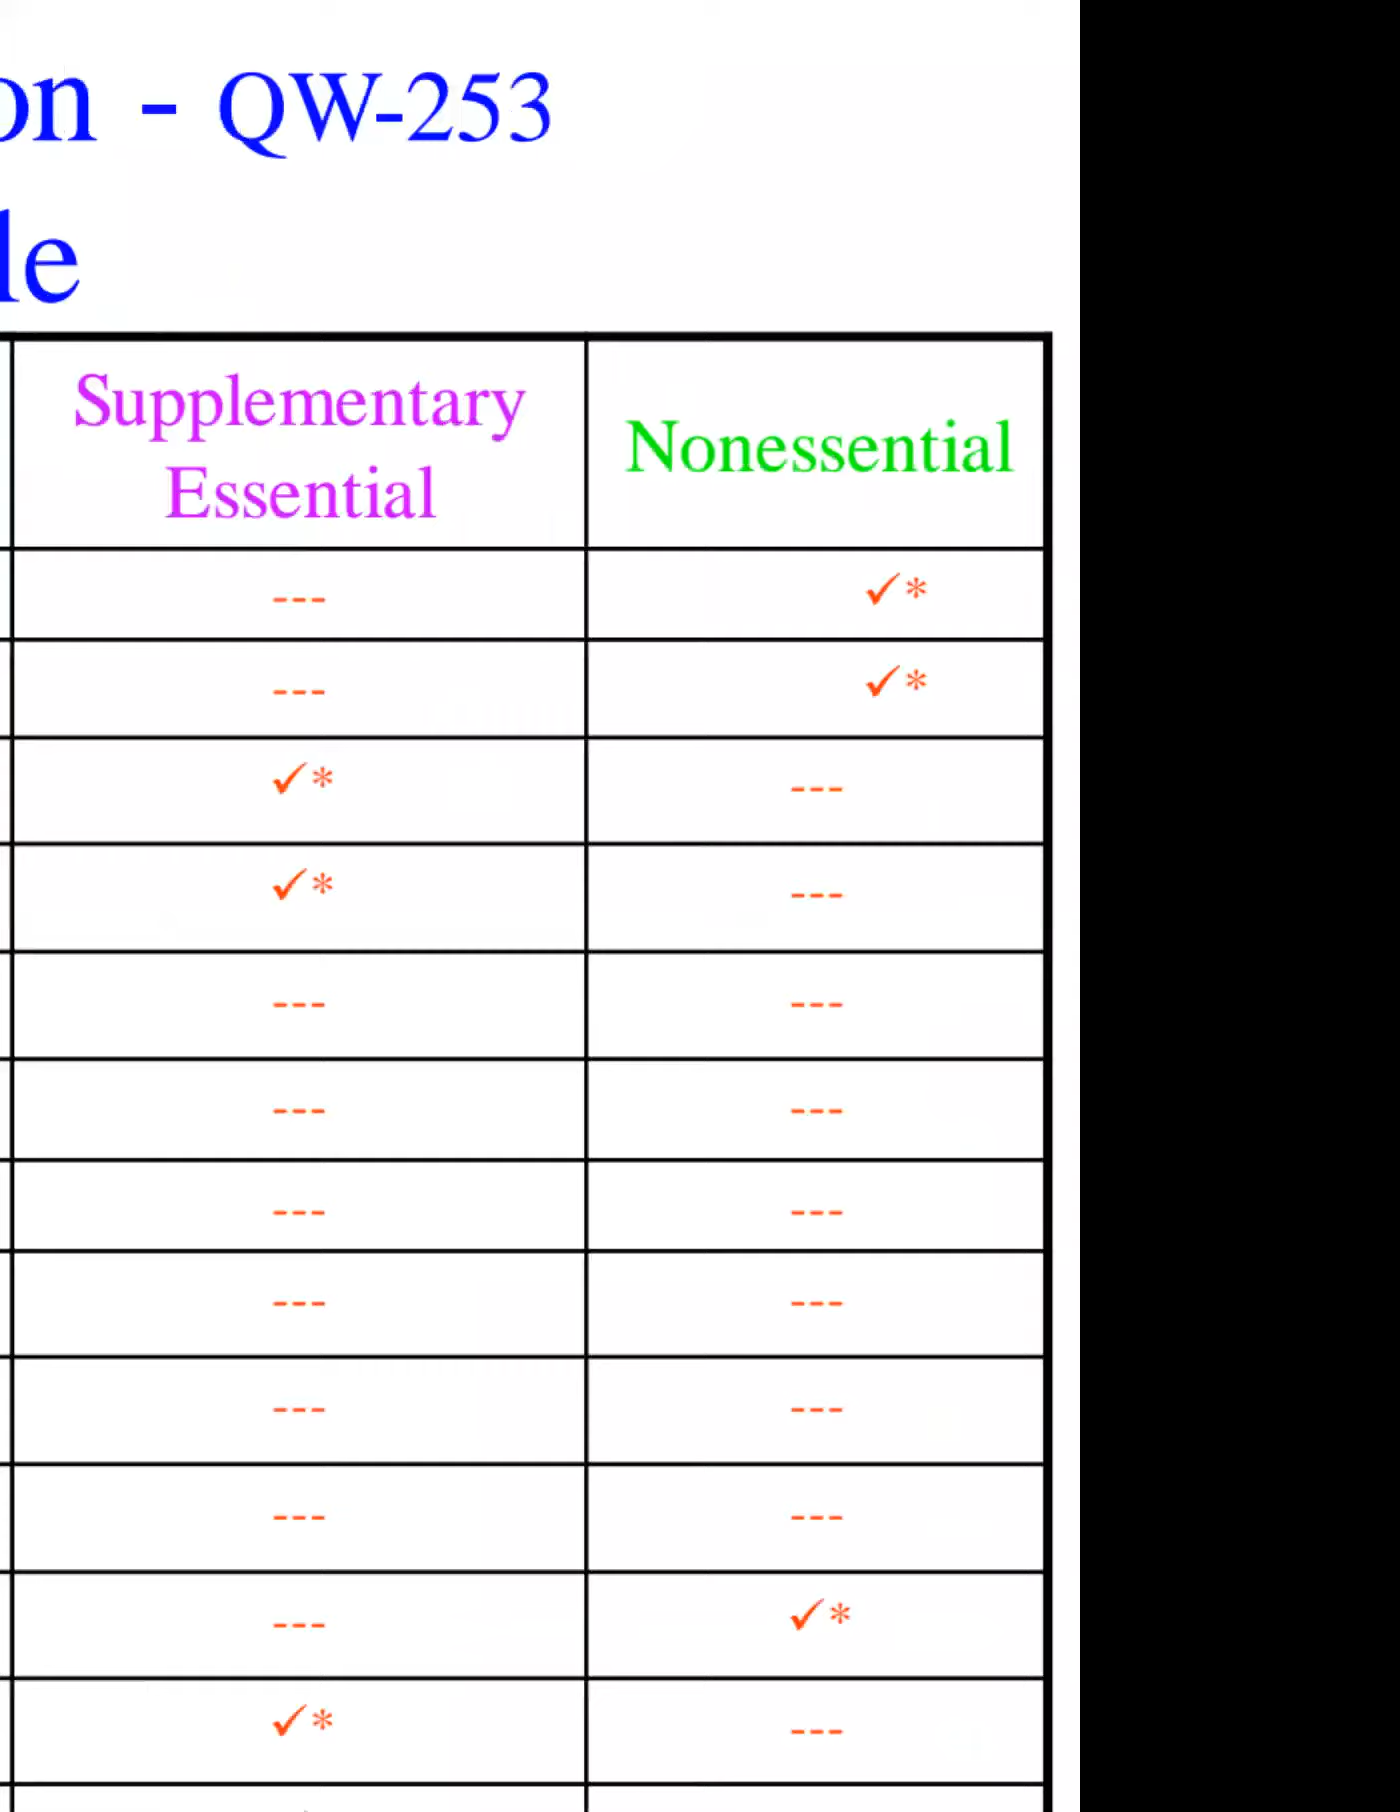 on - QW-253
le
Supplementary
Essential
Nonessential
--- ✓*
--- ✓*
✓* ---
✓* ---
--- ---
--- ---
--- ---
--- ---
--- ---
--- ---
--- ✓*
✓* ---